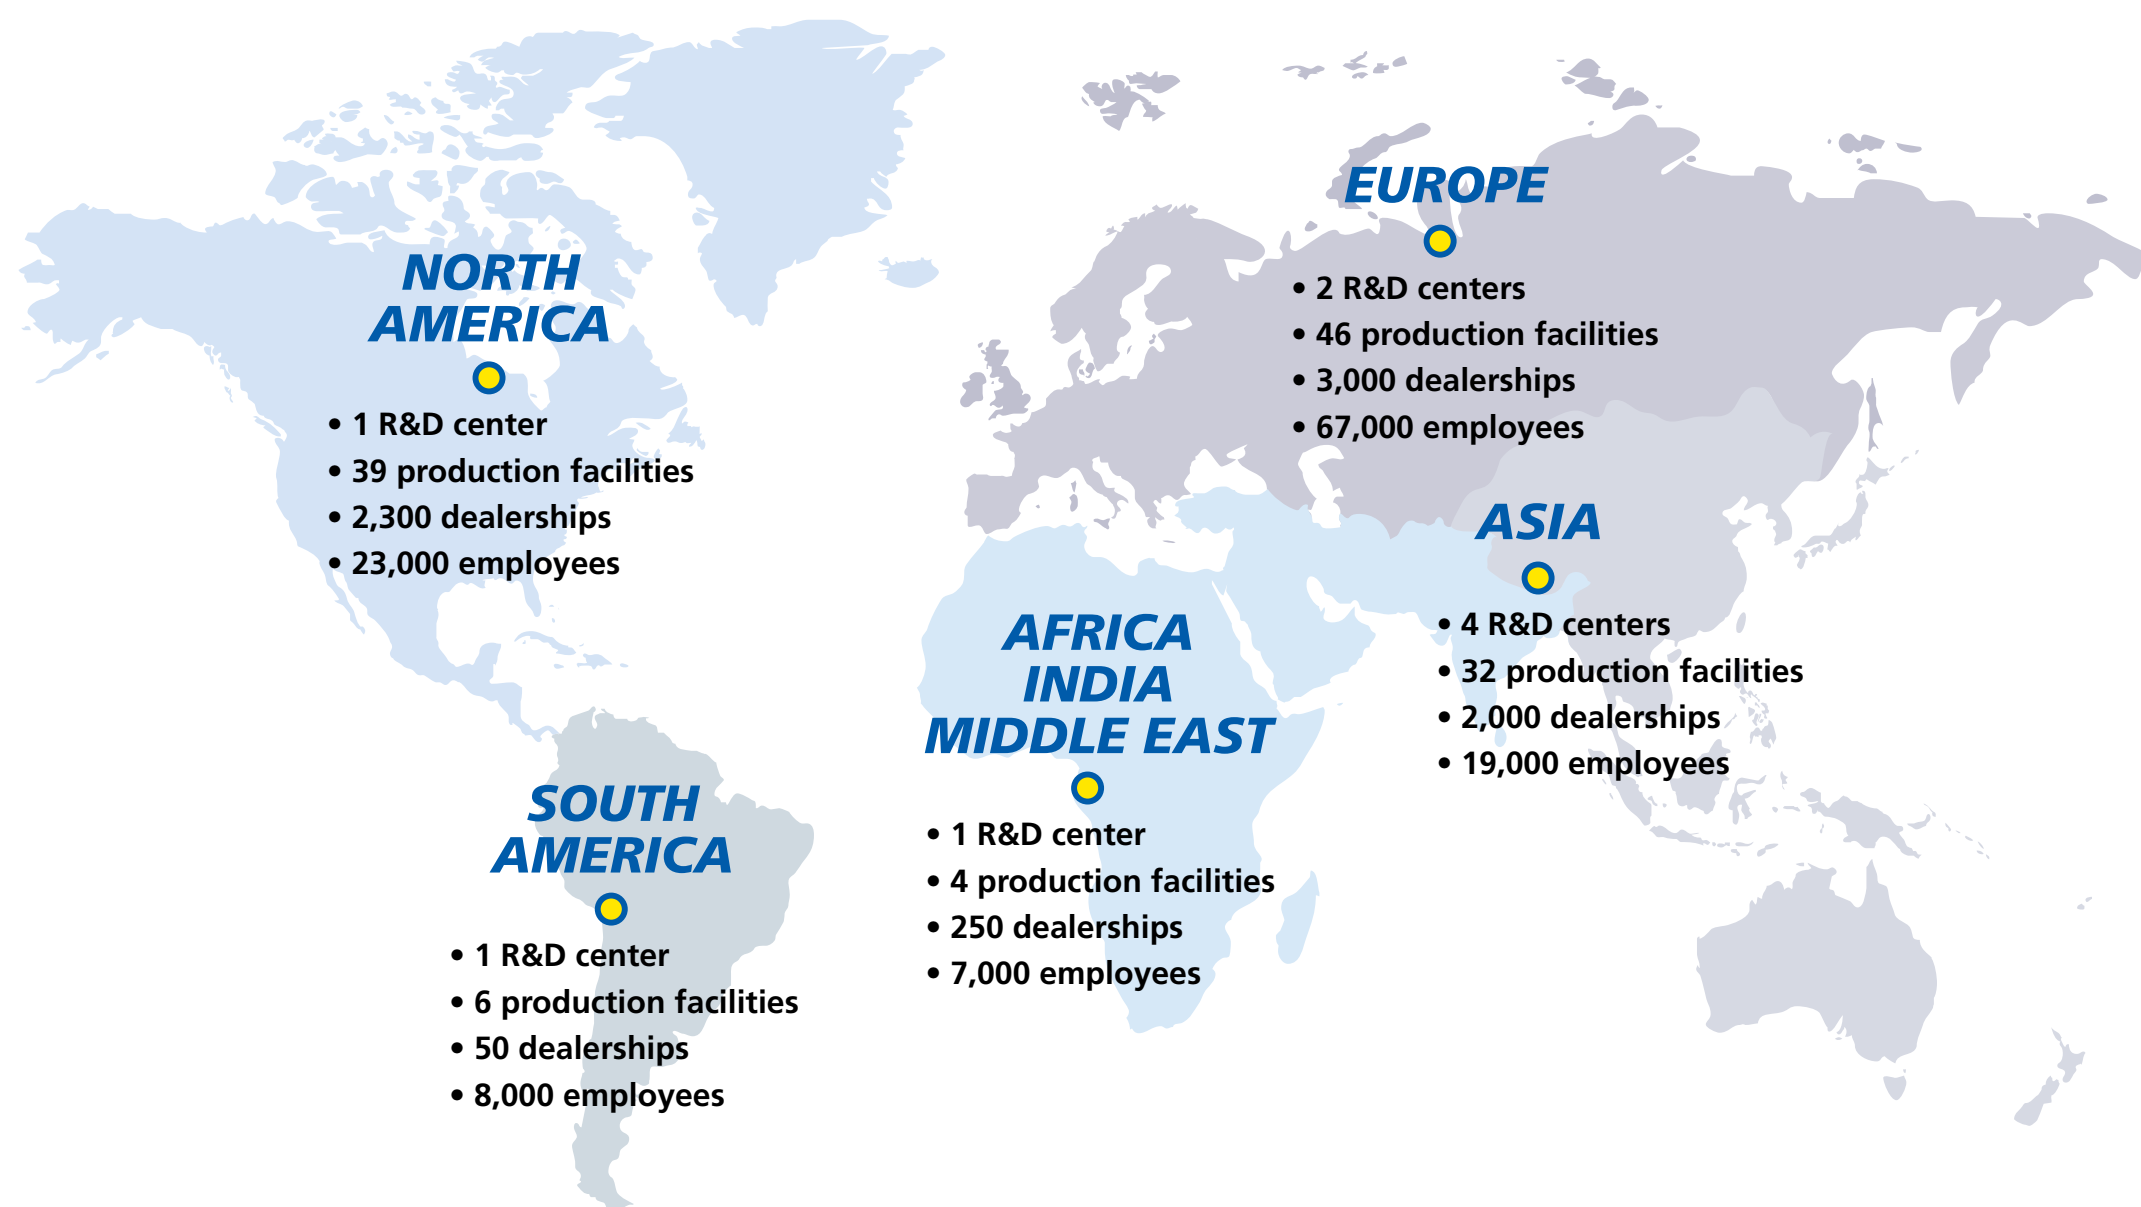 NORTH
AMERICA
• 1 R&D center
• 39 production facilities
• 2,300 dealerships
• 23,000 employees
EUROPE
• 2 R&D centers
• 46 production facilities
• 3,000 dealerships
• 67,000 employees
ASIA
• 4 R&D centers
• 32 production facilities
• 2,000 dealerships
• 19,000 employees
AFRICA
INDIA
MIDDLE EAST
• 1 R&D center
• 4 production facilities
• 250 dealerships
• 7,000 employees
SOUTH
AMERICA
• 1 R&D center
• 6 production facilities
• 50 dealerships
• 8,000 employees